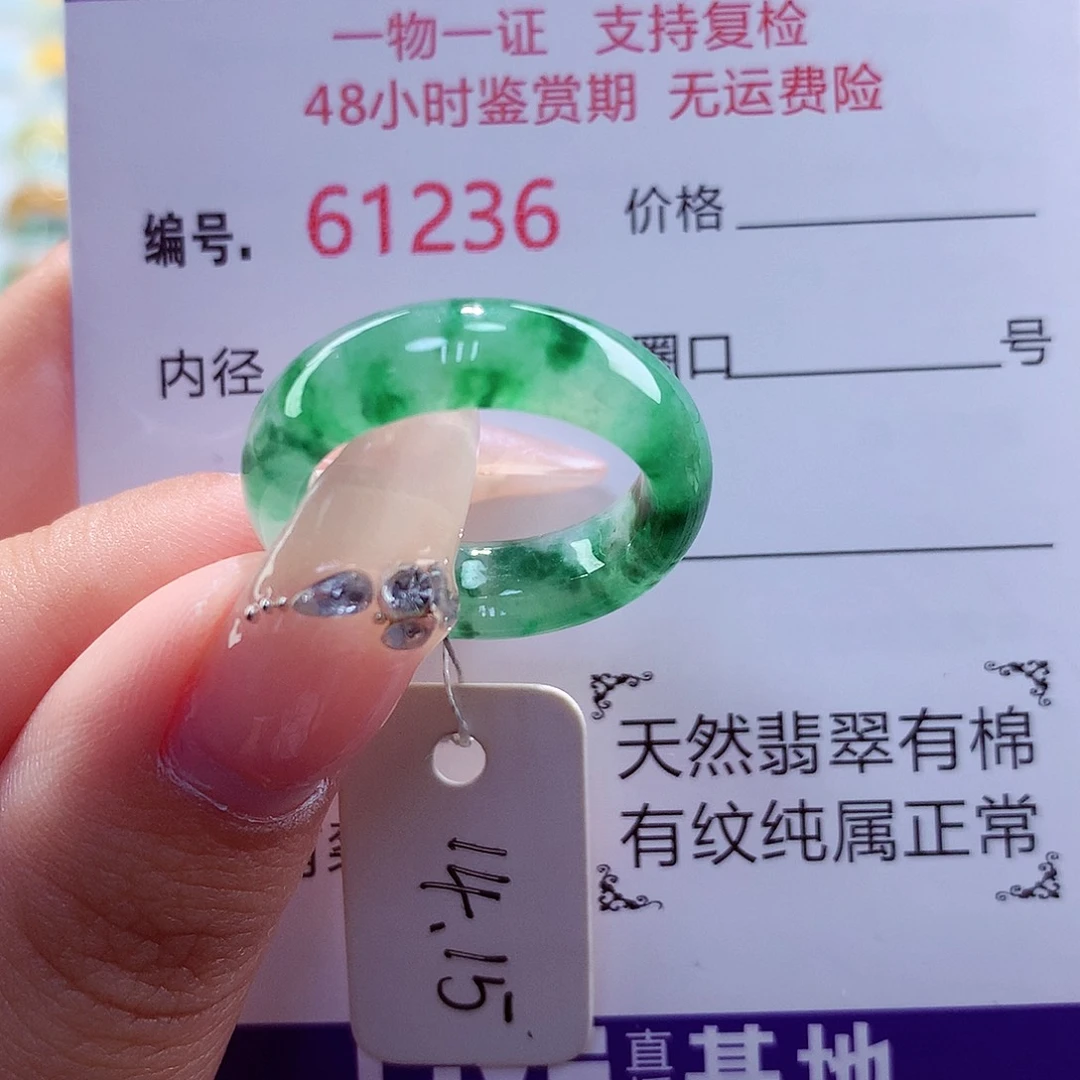 一物一证 支持复检
48小时鉴赏期 无运费险
编号. 61236 价格
内径 圈口 号
天然翡翠有棉
有纹纯属正常
14.15
基地